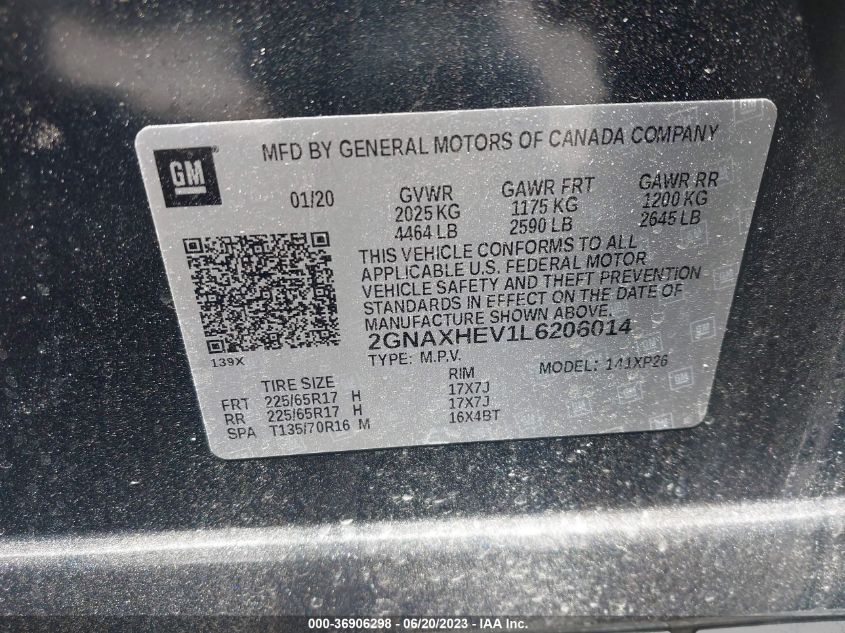 GM
MFD BY GENERAL MOTORS OF CANADA COMPANY
01/20 GVWR GAWR FRT GAWR RR
2025 KG 1175 KG 1200 KG
4464 LB 2590 LB 2645 LB
THIS VEHICLE CONFORMS TO ALL
APPLICABLE U.S. FEDERAL MOTOR
VEHICLE SAFETY AND THEFT PREVENTION
STANDARDS IN EFFECT ON THE DATE OF
MANUFACTURE SHOWN ABOVE.
2GNAXHEV1L6206014
139X TYPE: M.P.V. MODEL: 1XP26
TIRE SIZE RIM
FRT 225/65R17 H 17X7J
RR 225/65R17 H 17X7J
SPA T135/70R16 M 16X4BT
000-36906298 - 06/20/2023 - IAA Inc.